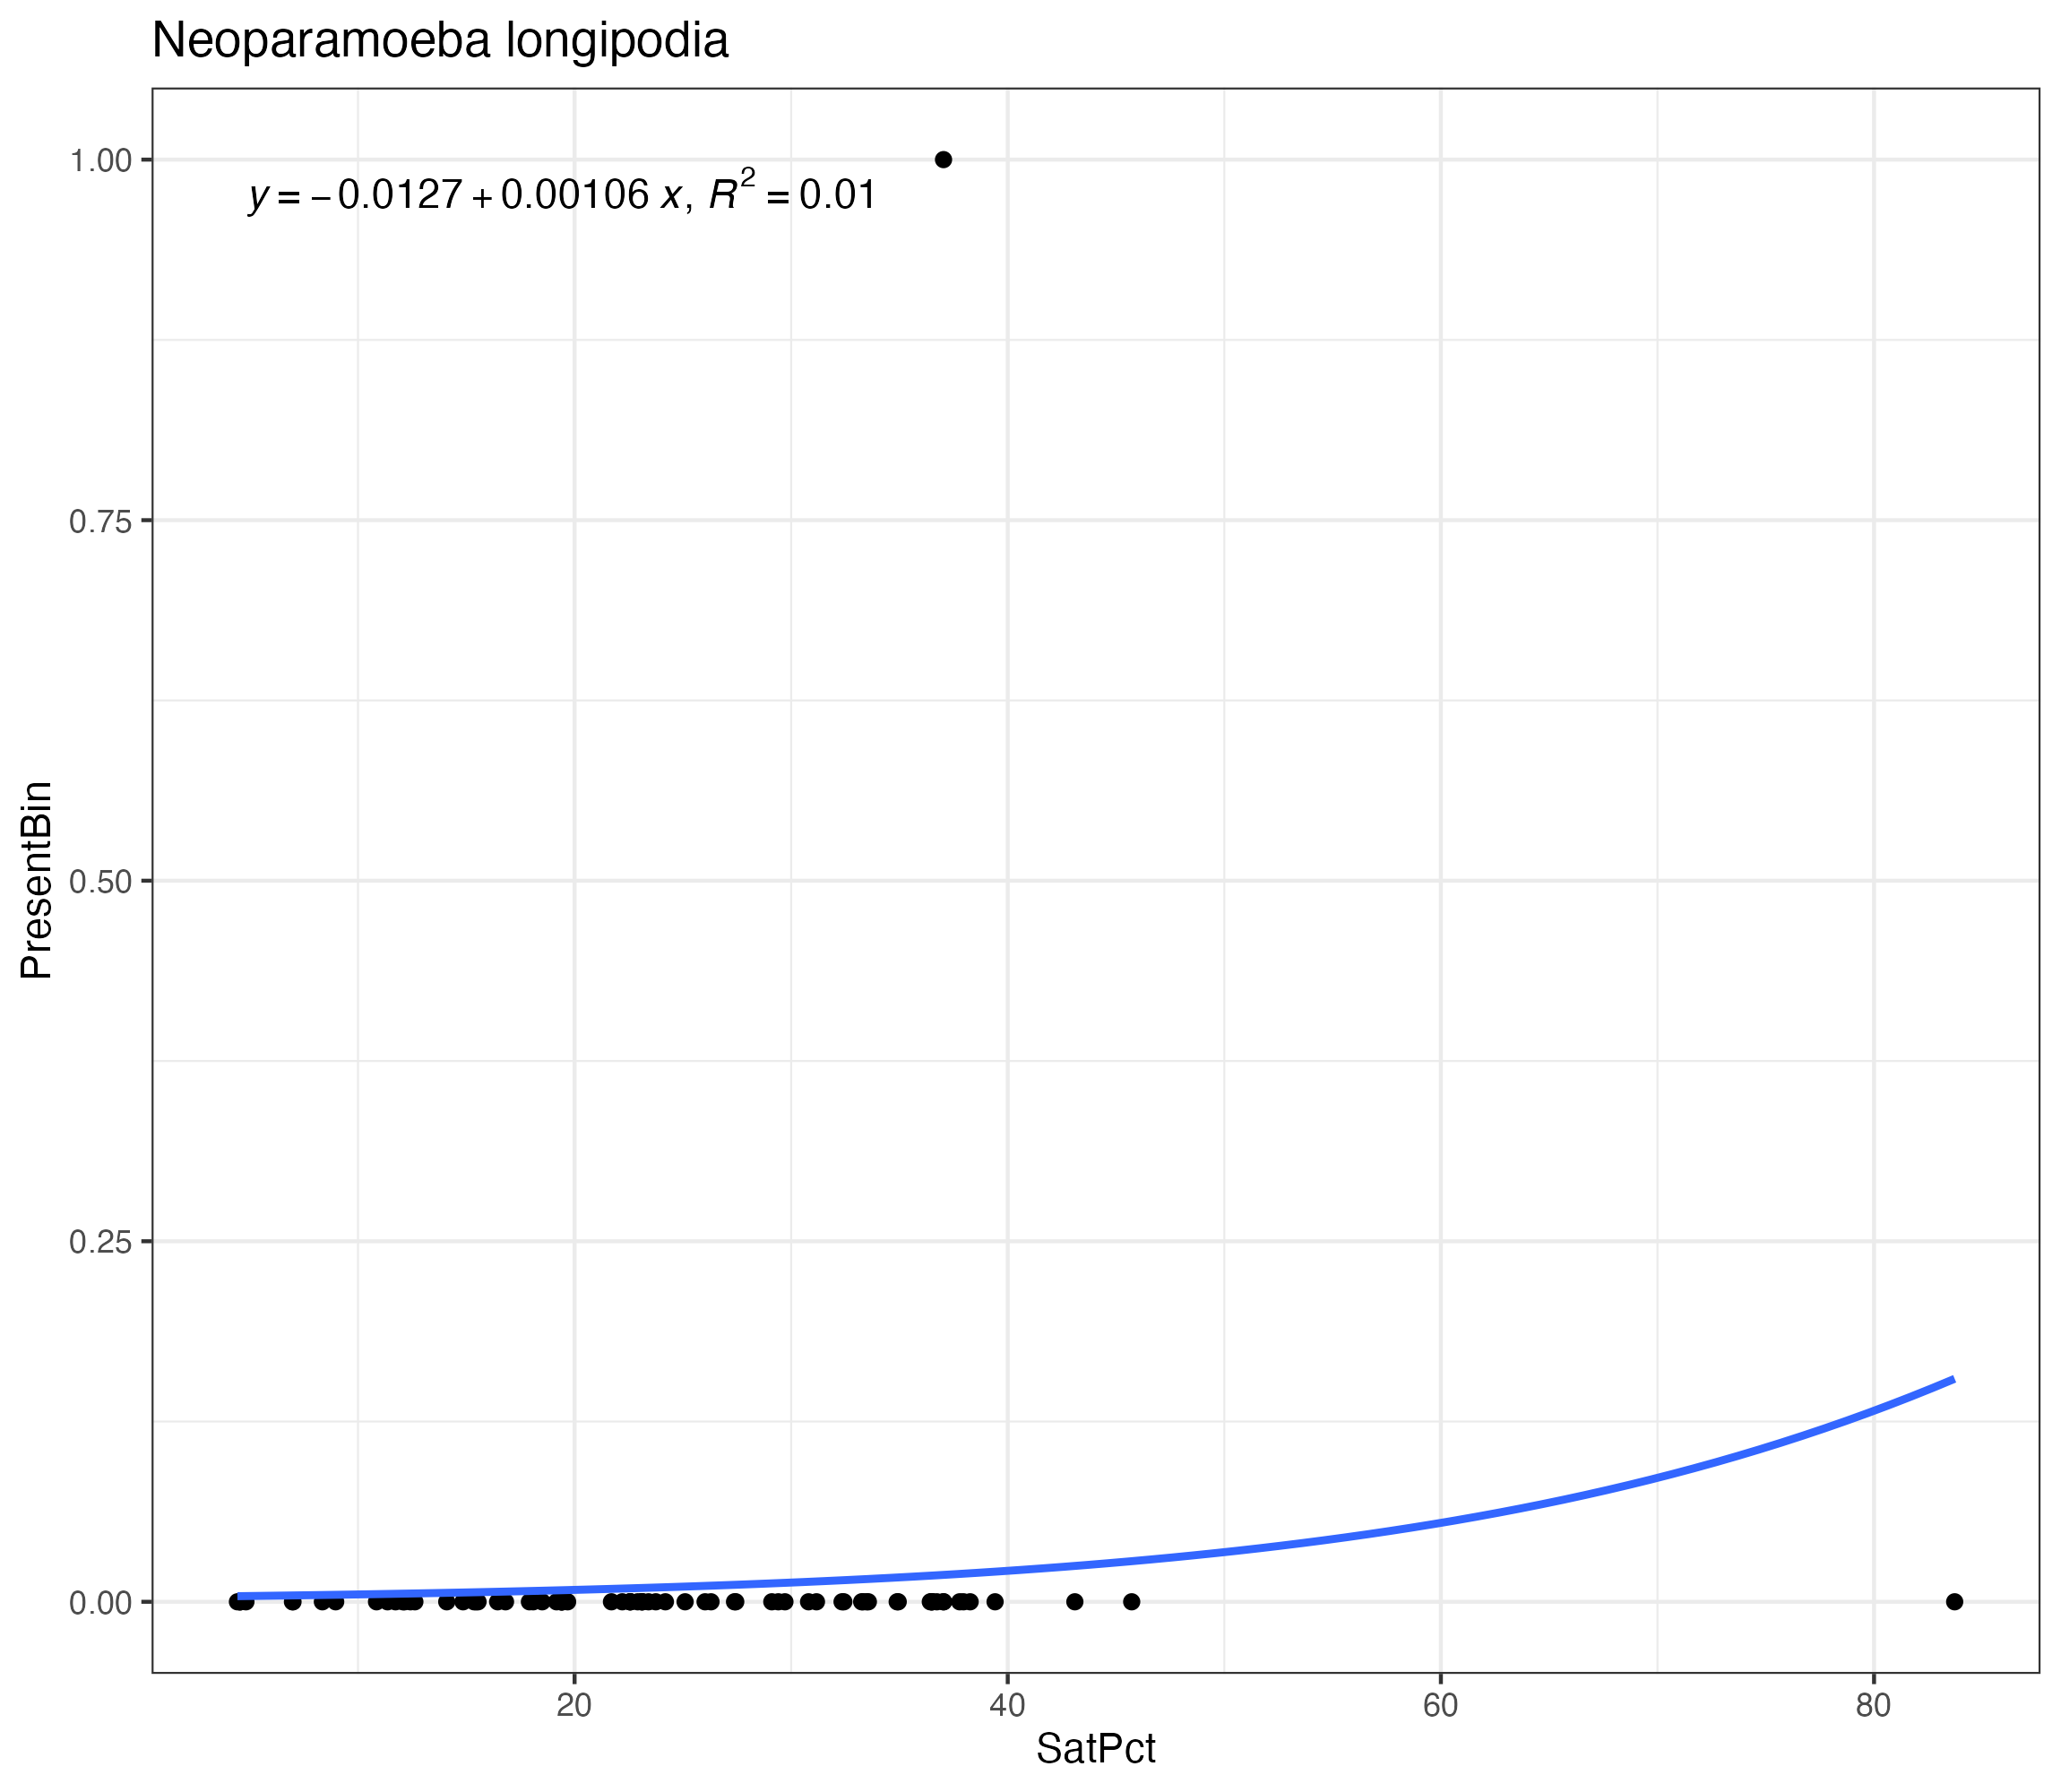 Neoparamoeba longipodia
1.00
y = −0.0127 + 0.00106 x, R² = 0.01
0.75
0.50
0.25
0.00
PresentBin
20 40 60 80
SatPct